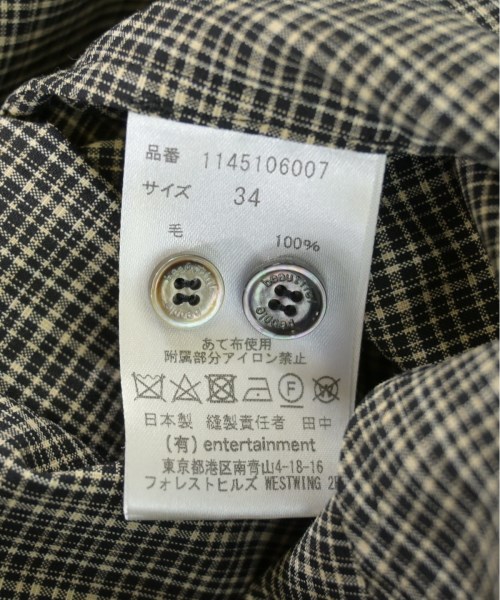 品番 1145106007
サイズ 34
毛 100%
beautiful people
あて布使用
附属部分アイロン禁止
F W
日本製 縫製責任者 田中
(有) entertainment
東京都港区南青山4-18-16
フォレストヒルズ WESTWING